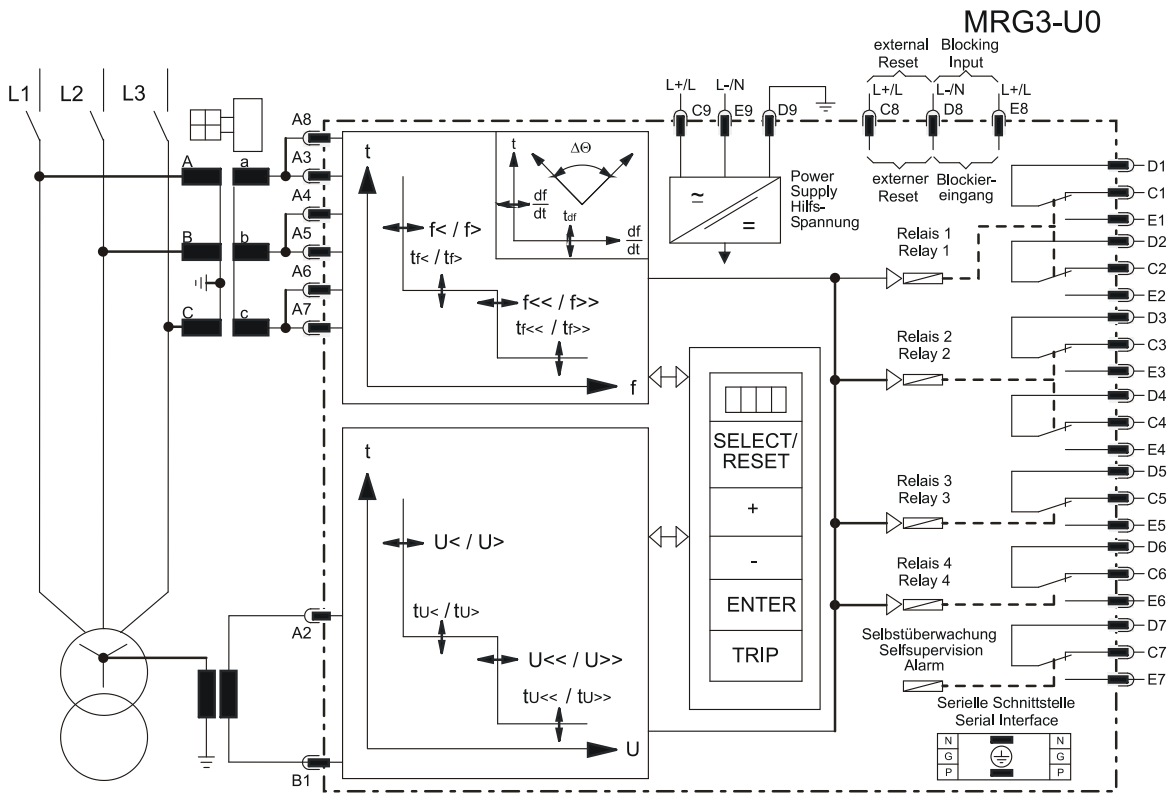 MRG3-U0
external Reset
Blocking Input
L+/L
L-/N
L+/L
L-/N
L+/L
C9
E9
D9
C8
D8
E8
externer Reset
Blockier-
eingang
Power
Supply
Hilfs-
Spannung
≃
=
L1
L2
L3
A
a
B
b
C
c
A8
A3
A4
A5
A6
A7
t
f< / f>
tf< / tf>
f<< / f>>
tf<< / tf>>
f
t
ΔΘ
df
dt
tdf
df
dt
SELECT/
RESET
+
-
ENTER
TRIP
t
U< / U>
tU< / tU>
U<< / U>>
tU<< / tU>>
U
A2
B1
Relais 1
Relay 1
Relais 2
Relay 2
Relais 3
Relay 3
Relais 4
Relay 4
Selbstüberwachung
Selfsupervision
Alarm
D1
C1
E1
D2
C2
E2
D3
C3
E3
D4
C4
E4
D5
C5
E5
D6
C6
E6
D7
C7
E7
Serielle Schnittstelle
Serial Interface
N N
G G
P P